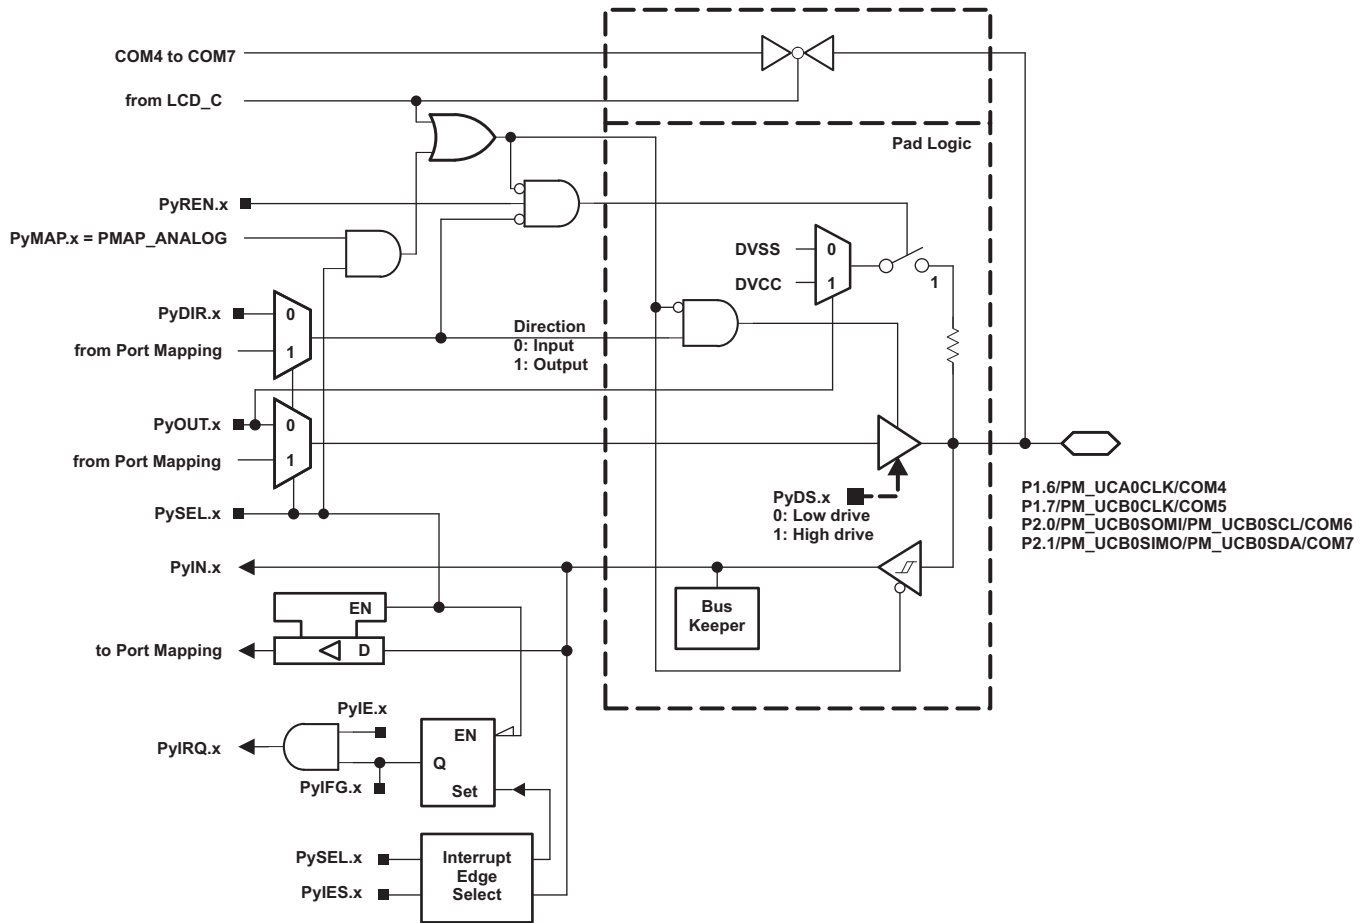 COM4 to COM7
from LCD_C
Pad Logic
PyREN.x
PyMAP.x = PMAP_ANALOG
DVSS
0
DVCC
1
1
PyDIR.x
0
from Port Mapping
1
Direction
0: Input
1: Output
PyOUT.x
0
from Port Mapping
1
PySEL.x
PyDS.x
0: Low drive
1: High drive
P1.6/PM_UCA0CLK/COM4
P1.7/PM_UCB0CLK/COM5
P2.0/PM_UCB0SOMI/PM_UCB0SCL/COM6
P2.1/PM_UCB0SIMO/PM_UCB0SDA/COM7
PyIN.x
Bus
Keeper
EN
to Port Mapping
D
PyIE.x
PyIRQ.x
EN
Q
PyIFG.x
Set
PySEL.x
PyIES.x
Interrupt
Edge
Select